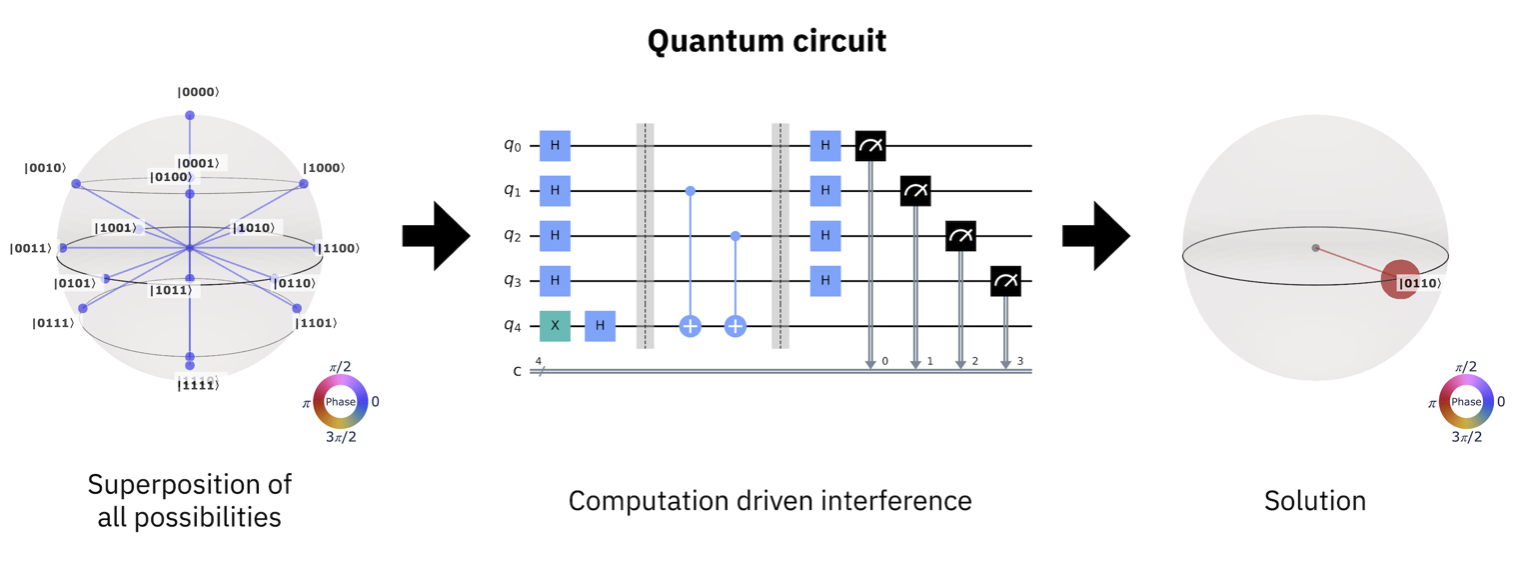 Quantum circuit
|0000⟩
|0010⟩
|0001⟩
|1000⟩
|0100⟩
|1001⟩
|1010⟩
|0011⟩
|1100⟩
|0101⟩
|1011⟩
|0110⟩
|0111⟩
|1101⟩
|1111⟩
π/2
π Phase 0
3π/2
q0 H H
q1 H H
q2 H H
q3 H H
q4 X H
c 4 0 1 2 3
|0110⟩
π/2
π Phase 0
3π/2
Superposition of
all possibilities
Computation driven interference
Solution